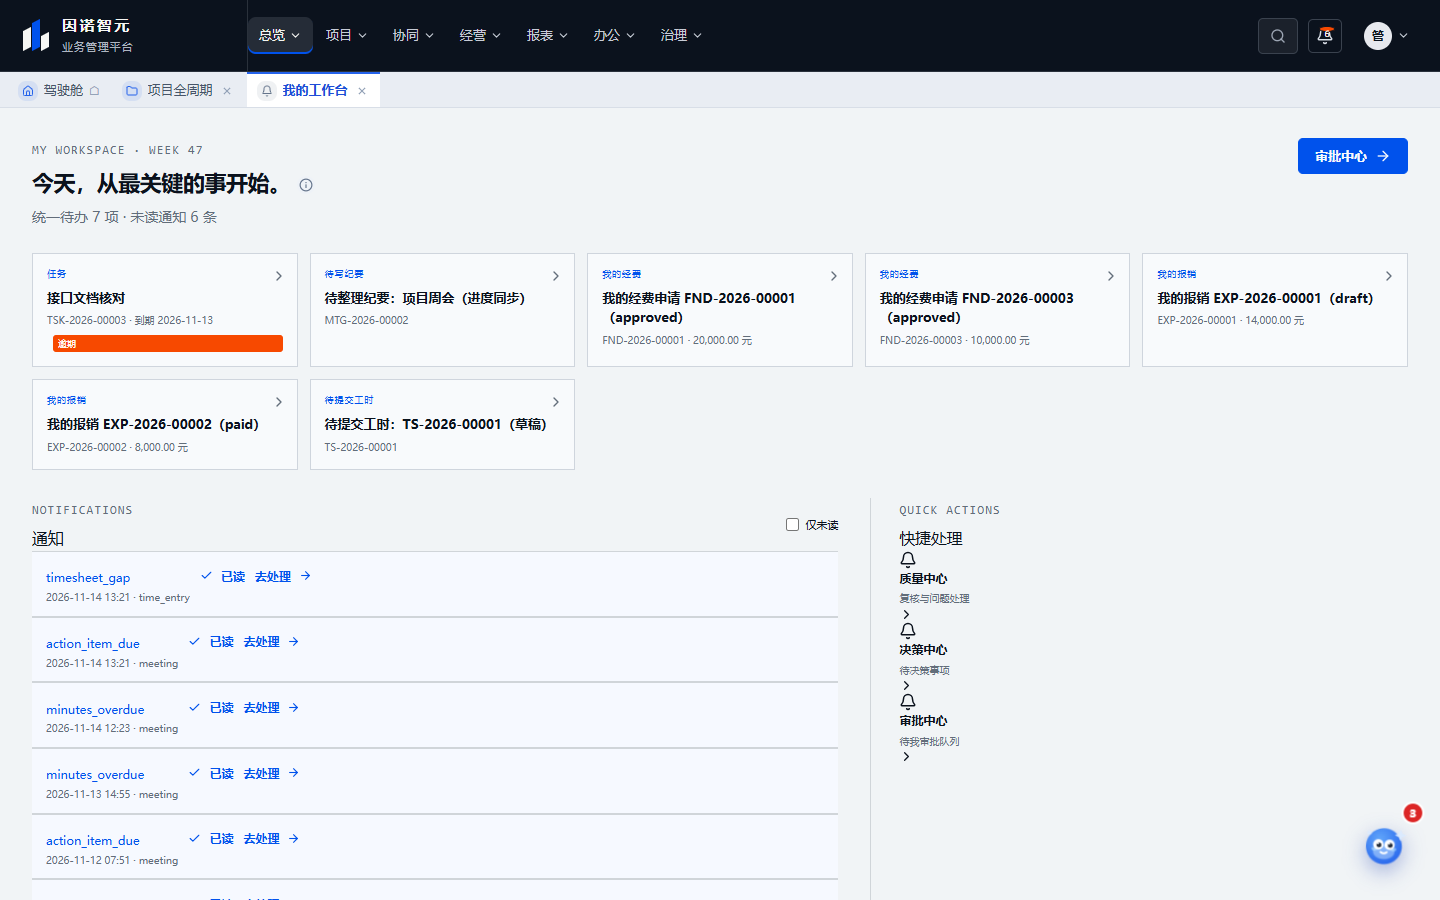 因诺智元
业务管理平台
总览
项目
协同
经营
报表
办公
治理
管
驾驶舱
项目全周期
我的工作台
MY WORKSPACE · WEEK 47
今天，从最关键的事开始。
统一待办 7 项 · 未读通知 6 条
审批中心
任务
接口文档核对
TSK-2026-00003 · 到期 2026-11-13
逾期
待写纪要
待整理纪要：项目周会（进度同步）
MTG-2026-00002
我的经费
我的经费申请 FND-2026-00001
（approved）
FND-2026-00001 · 20,000.00 元
我的经费
我的经费申请 FND-2026-00003
（approved）
FND-2026-00003 · 10,000.00 元
我的报销
我的报销 EXP-2026-00001（draft）
EXP-2026-00001 · 14,000.00 元
我的报销
我的报销 EXP-2026-00002（paid）
EXP-2026-00002 · 8,000.00 元
待提交工时
待提交工时：TS-2026-00001（草稿）
TS-2026-00001
NOTIFICATIONS
通知
仅未读
timesheet_gap
已读 去处理
2026-11-14 13:21 · time_entry
action_item_due
已读 去处理
2026-11-14 13:21 · meeting
minutes_overdue
已读 去处理
2026-11-14 12:23 · meeting
minutes_overdue
已读 去处理
2026-11-13 14:55 · meeting
action_item_due
已读 去处理
2026-11-12 07:51 · meeting
QUICK ACTIONS
快捷处理
质量中心
复核与问题处理
决策中心
待决策事项
审批中心
待我审批队列
3